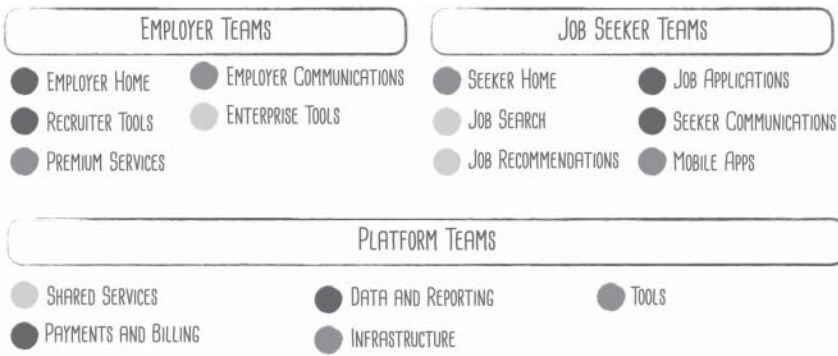 EMPLOYER TEAMS
EMPLOYER HOME
RECRUITER TOOLS
PREMIUM SERVICES
EMPLOYER COMMUNICATIONS
ENTERPRISE TOOLS
JOB SEEKER TEAMS
SEEKER HOME
JOB SEARCH
JOB RECOMMENDATIONS
JOB APPLICATIONS
SEEKER COMMUNICATIONS
MOBILE APPS
PLATFORM TEAMS
SHARED SERVICES
PAYMENTS AND BILLING
DATA AND REPORTING
INFRASTRUCTURE
TOOLS